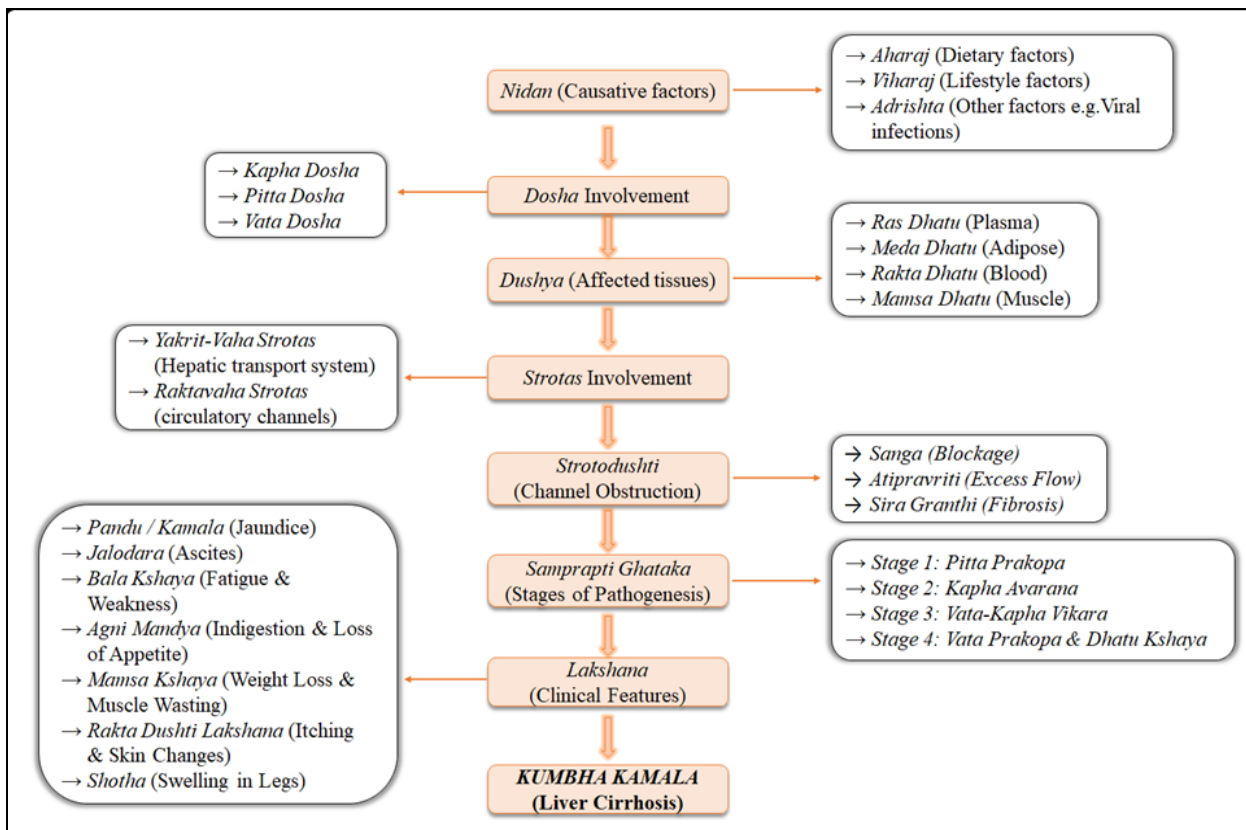 Nidan (Causative factors)
→ Aharaj (Dietary factors)
→ Viharaj (Lifestyle factors)
→ Adrishta (Other factors e.g.Viral
infections)
→ Kapha Dosha
→ Pitta Dosha
→ Vata Dosha
Dosha Involvement
Dushya (Affected tissues)
→ Ras Dhatu (Plasma)
→ Meda Dhatu (Adipose)
→ Rakta Dhatu (Blood)
→ Mamsa Dhatu (Muscle)
→ Yakrit-Vaha Strotas
(Hepatic transport system)
→ Raktavaha Strotas
(circulatory channels)
Strotas Involvement
Strotodushti
(Channel Obstruction)
→ Sanga (Blockage)
→ Atipravriti (Excess Flow)
→ Sira Granthi (Fibrosis)
Samprapti Ghataka
(Stages of Pathogenesis)
→ Stage 1: Pitta Prakopa
→ Stage 2: Kapha Avarana
→ Stage 3: Vata-Kapha Vikara
→ Stage 4: Vata Prakopa & Dhatu Kshaya
→ Pandu / Kamala (Jaundice)
→ Jalodara (Ascites)
→ Bala Kshaya (Fatigue &
Weakness)
→ Agni Mandya (Indigestion & Loss
of Appetite)
→ Mamsa Kshaya (Weight Loss &
Muscle Wasting)
→ Rakta Dushti Lakshana (Itching
& Skin Changes)
→ Shotha (Swelling in Legs)
Lakshana
(Clinical Features)
KUMBHA KAMALA
(Liver Cirrhosis)